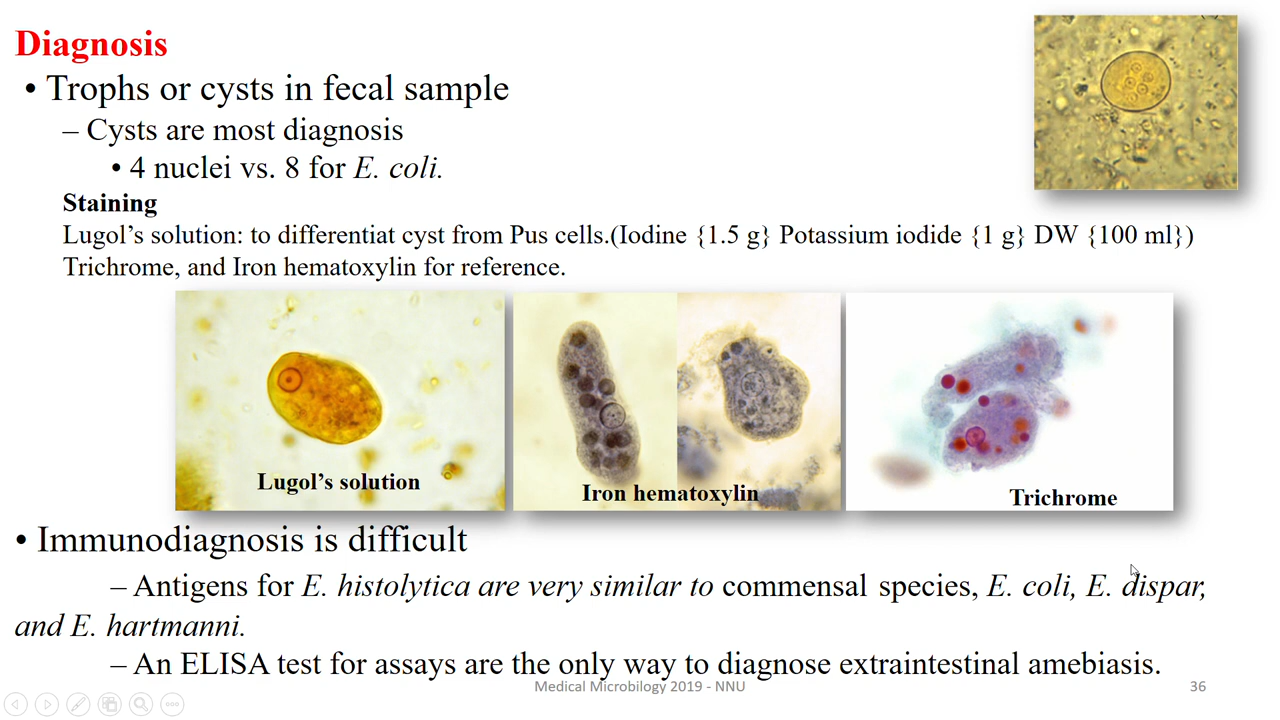 Diagnosis
• Trophs or cysts in fecal sample
– Cysts are most diagnosis
• 4 nuclei vs. 8 for E. coli.
Staining
Lugol’s solution: to differentiat cyst from Pus cells.(Iodine {1.5 g} Potassium iodide {1 g} DW {100 ml})
Trichrome, and Iron hematoxylin for reference.
Lugol’s solution
Iron hematoxylin
Trichrome
• Immunodiagnosis is difficult
– Antigens for E. histolytica are very similar to commensal species, E. coli, E. dispar,
and E. hartmanni.
– An ELISA test for assays are the only way to diagnose extraintestinal amebiasis.
Medical Microbilogy 2019 - NNU
36